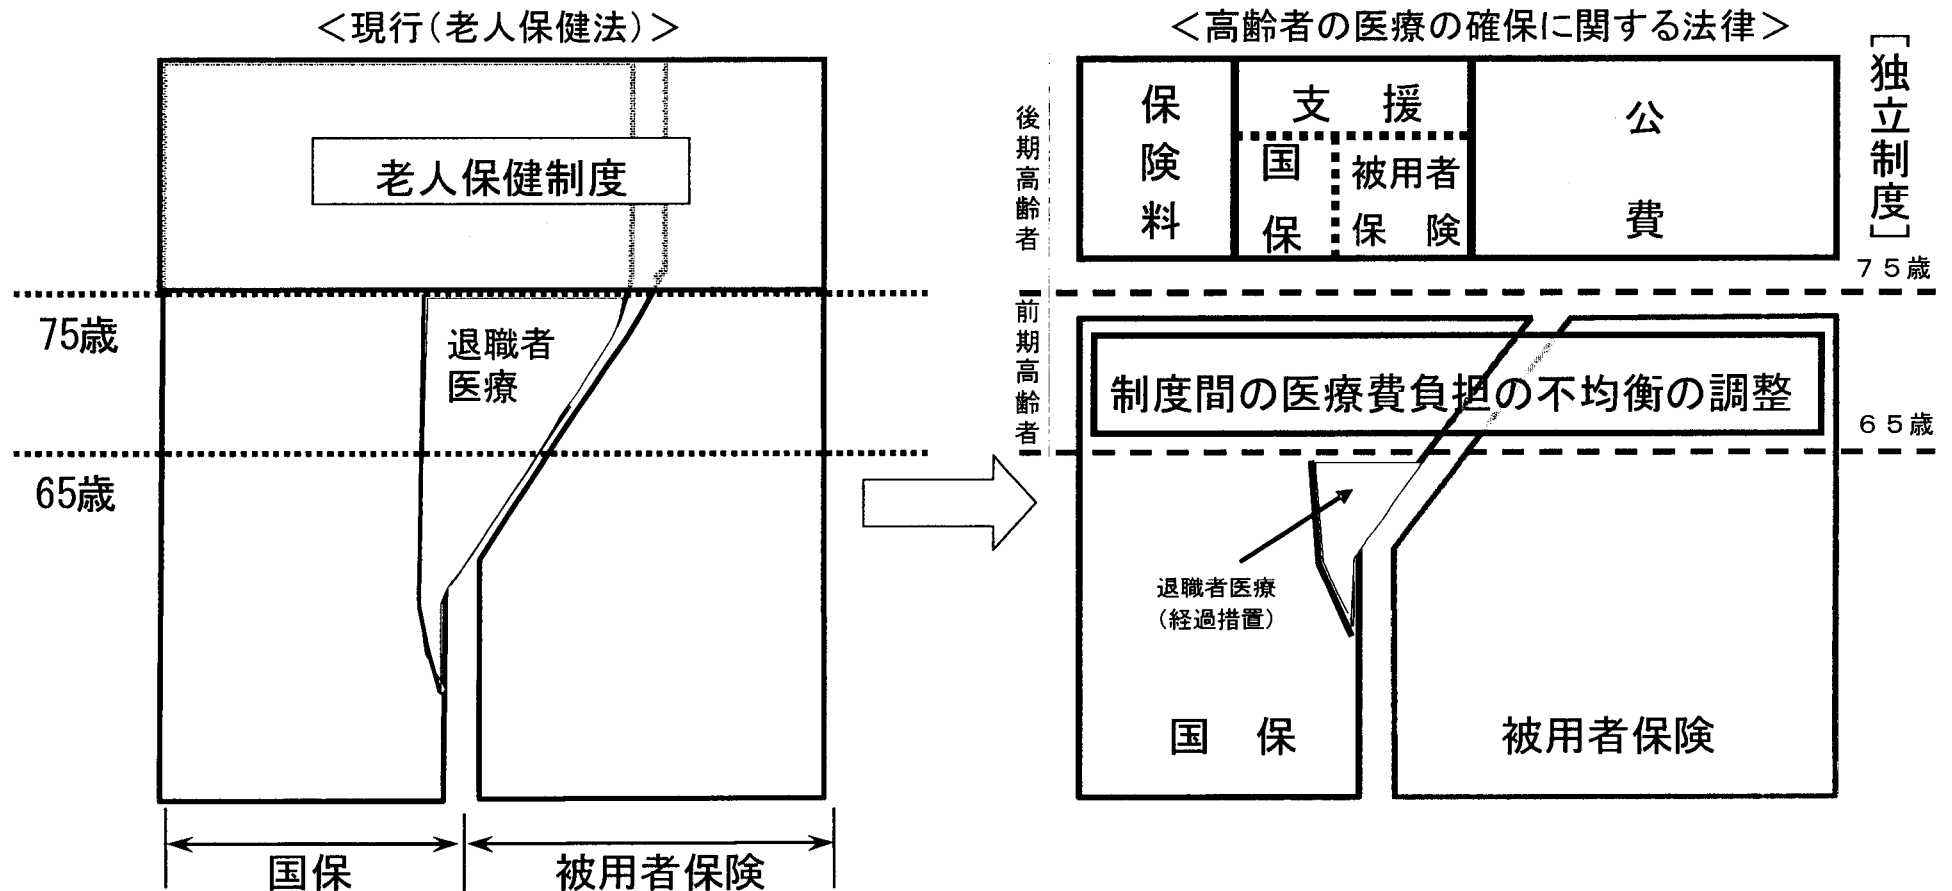 ＜現行（老人保健法）＞
老人保健制度
75歳
退職者
医療
65歳
国保
被用者保険
＜高齢者の医療の確保に関する法律＞
［独立制度］
後期高齢者
保険料
支　援
国保
被用者
保　険
公費
７５歳
前期高齢者
制度間の医療費負担の不均衡の調整
６５歳
退職者医療
（経過措置）
国　保
被用者保険